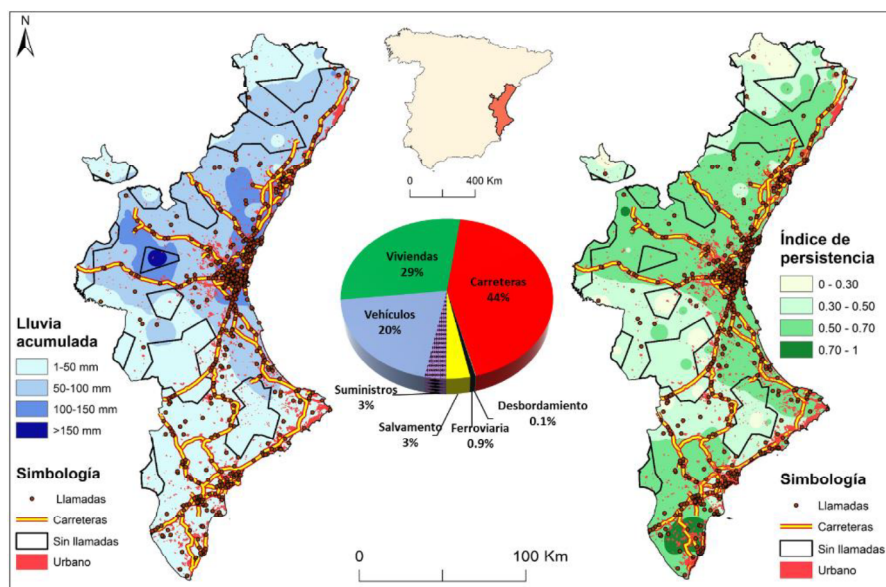 N
0 400 Km
Lluvia
acumulada
1-50 mm
50-100 mm
100-150 mm
>150 mm
Simbología
Llamadas
Carreteras
Sin llamadas
Urbano
Viviendas
29%
Carreteras
44%
Vehículos
20%
Suministros
3%
Salvamento
3%
Ferroviaria
0.9%
Desbordamiento
0.1%
0 100 Km
Índice de
persistencia
0 - 0.30
0.30 - 0.50
0.50 - 0.70
0.70 - 1
Simbología
Llamadas
Carreteras
Sin llamadas
Urbano